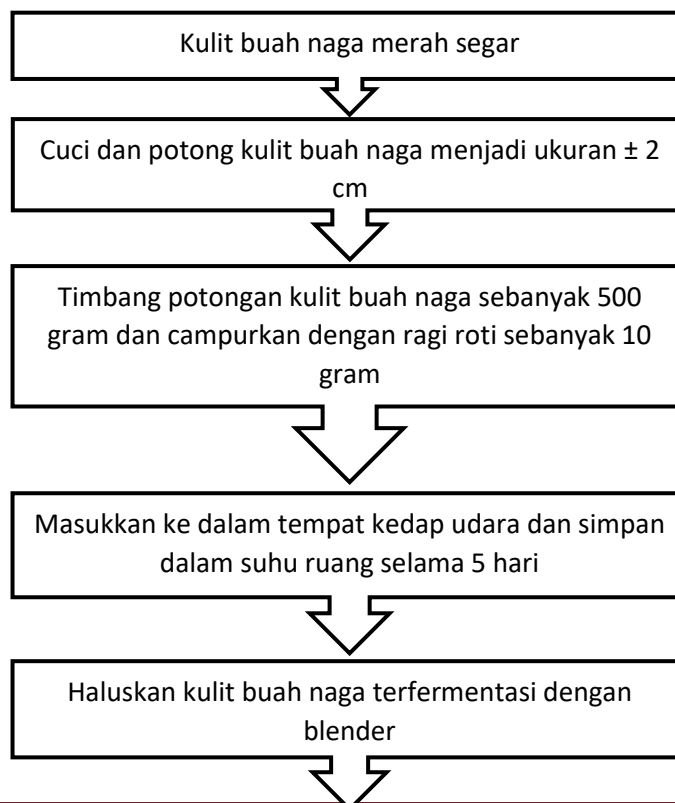 Kulit buah naga merah segar
Cuci dan potong kulit buah naga menjadi ukuran ± 2
cm
Timbang potongan kulit buah naga sebanyak 500
gram dan campurkan dengan ragi roti sebanyak 10
gram
Masukkan ke dalam tempat kedap udara dan simpan
dalam suhu ruang selama 5 hari
Haluskan kulit buah naga terfermentasi dengan
blender